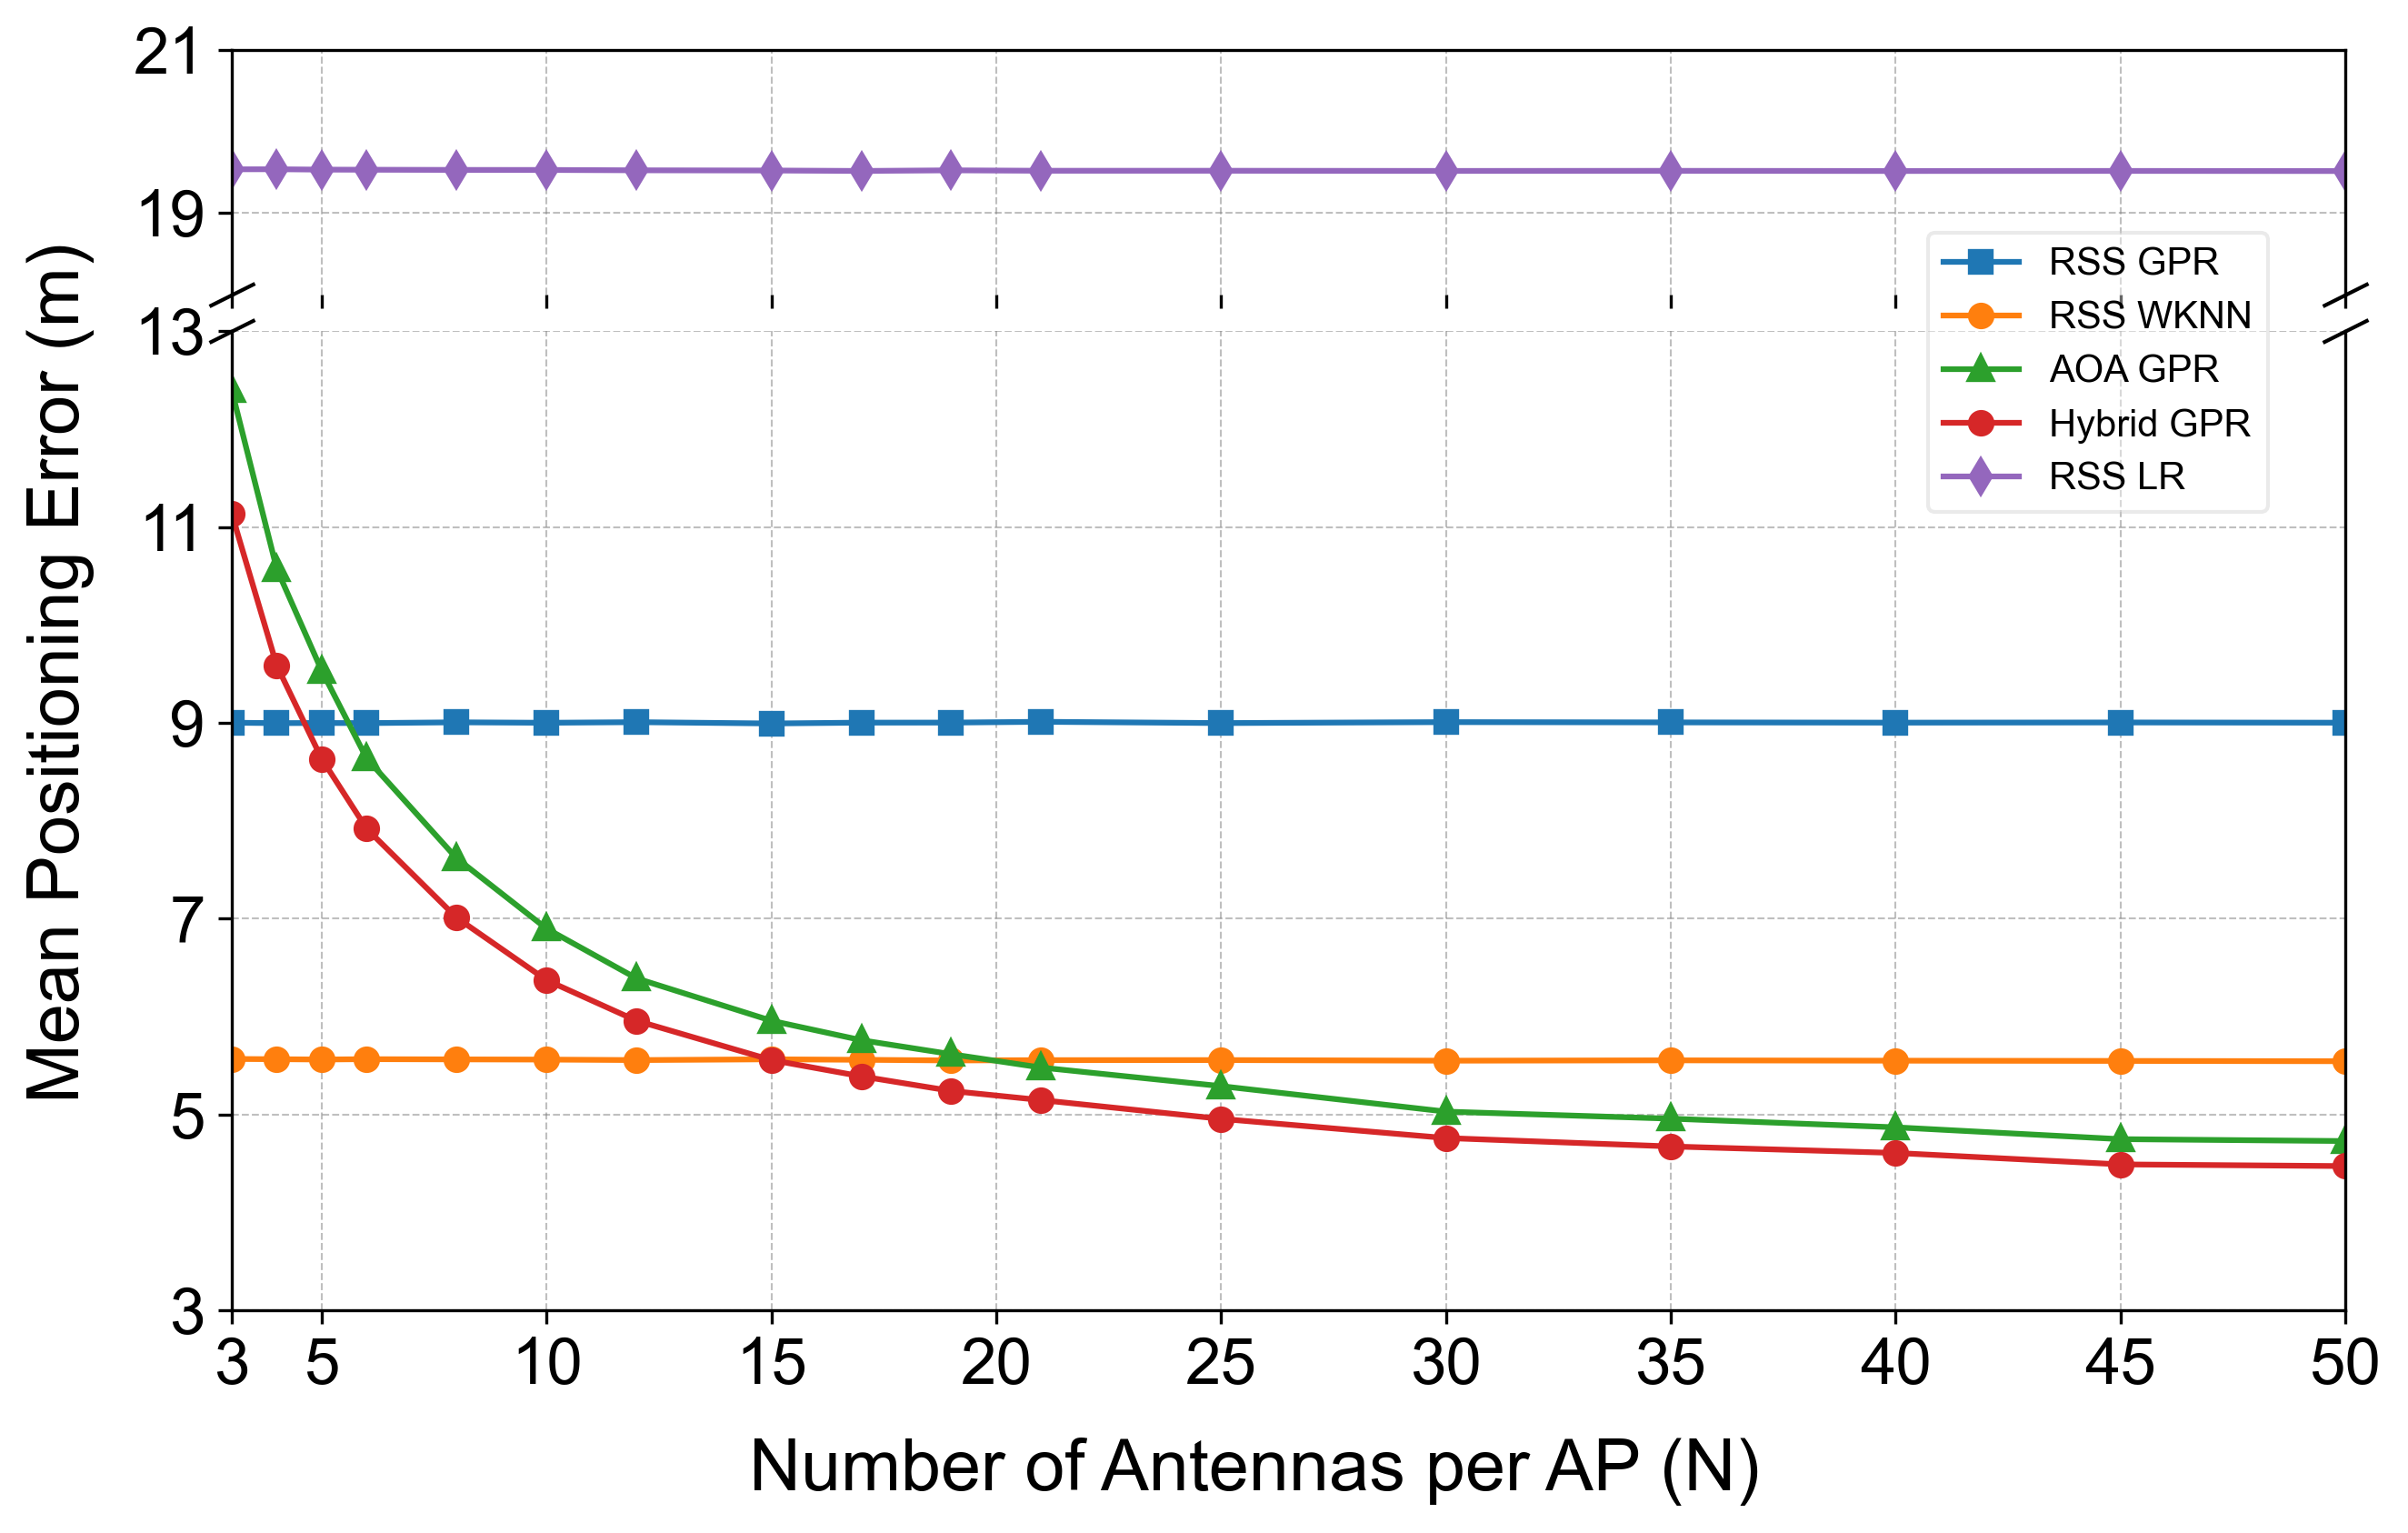 Mean Positioning Error (m)
21
19
13
11
9
7
5
3
RSS GPR
RSS WKNN
AOA GPR
Hybrid GPR
RSS LR
3 5 10 15 20 25 30 35 40 45 50
Number of Antennas per AP (N)